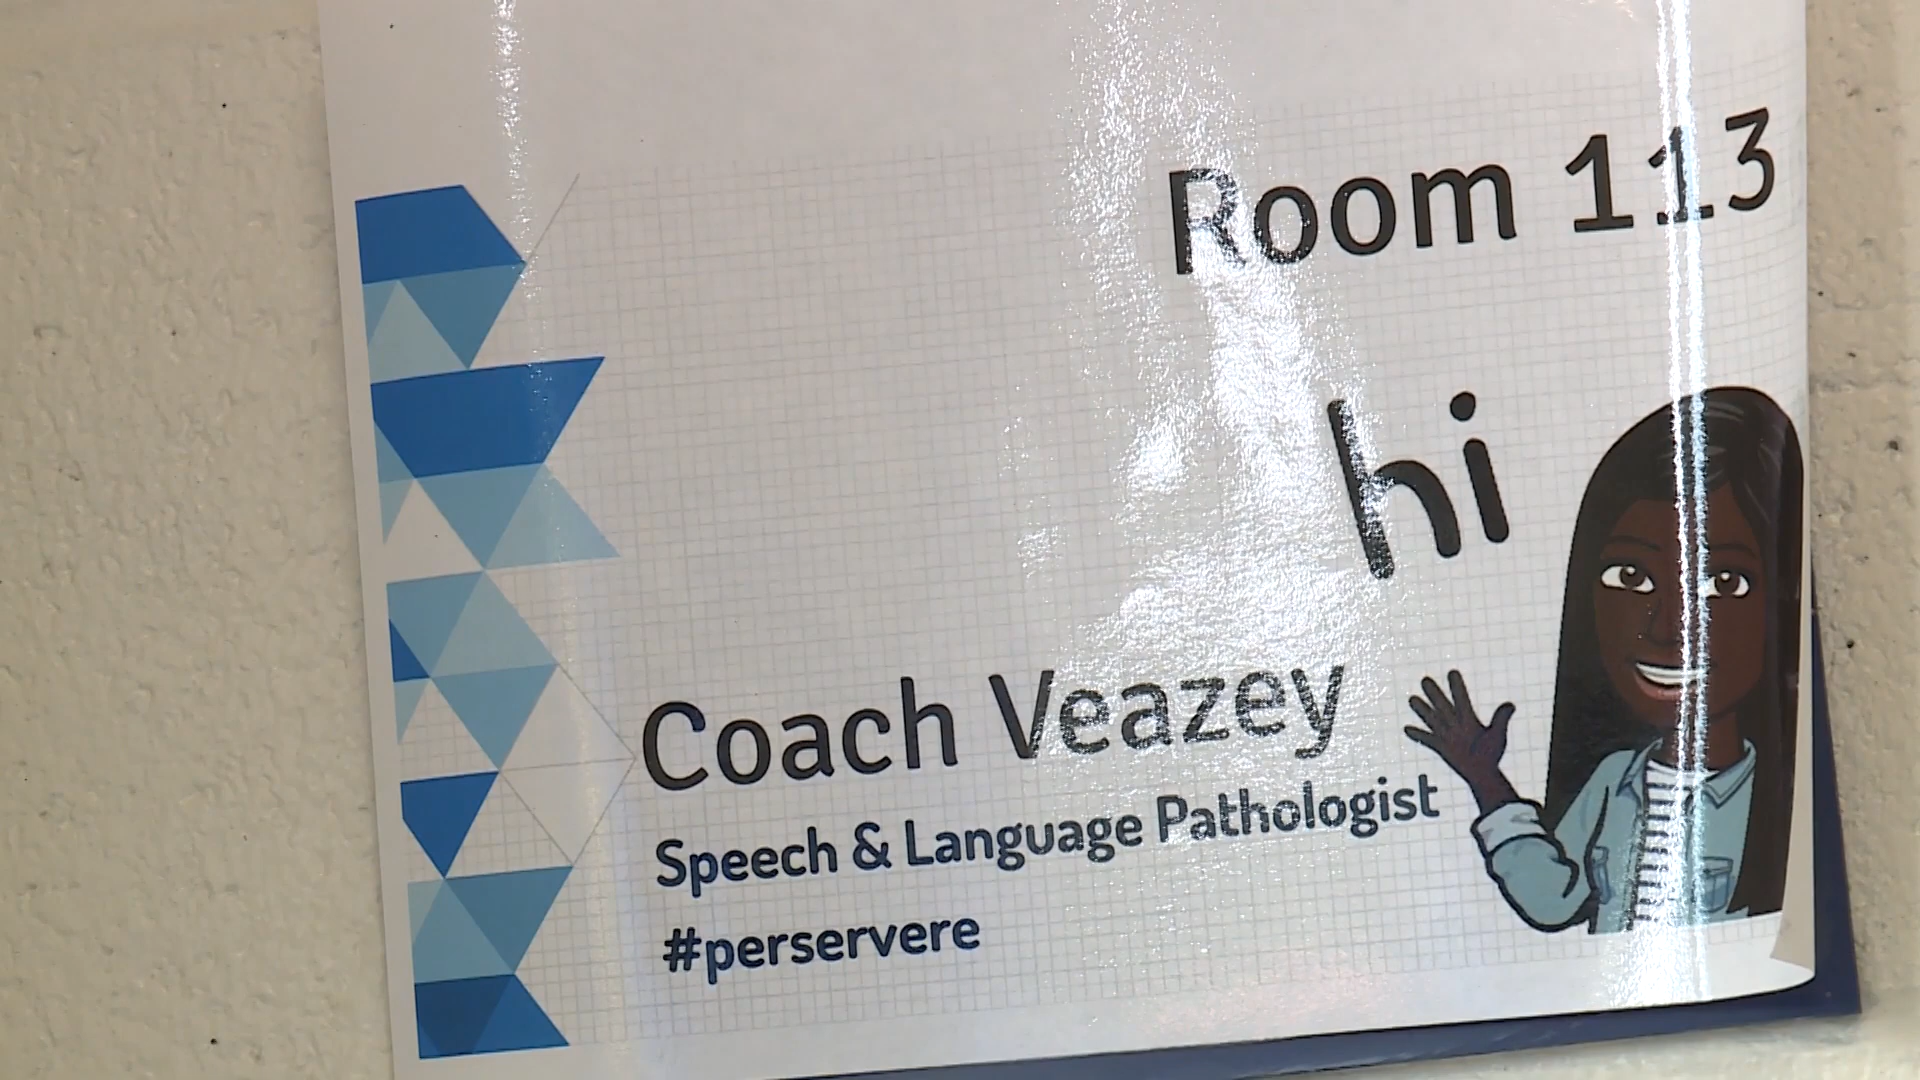 Room 113
hi
Coach Veazey
Speech & Language Pathologist
#perservere